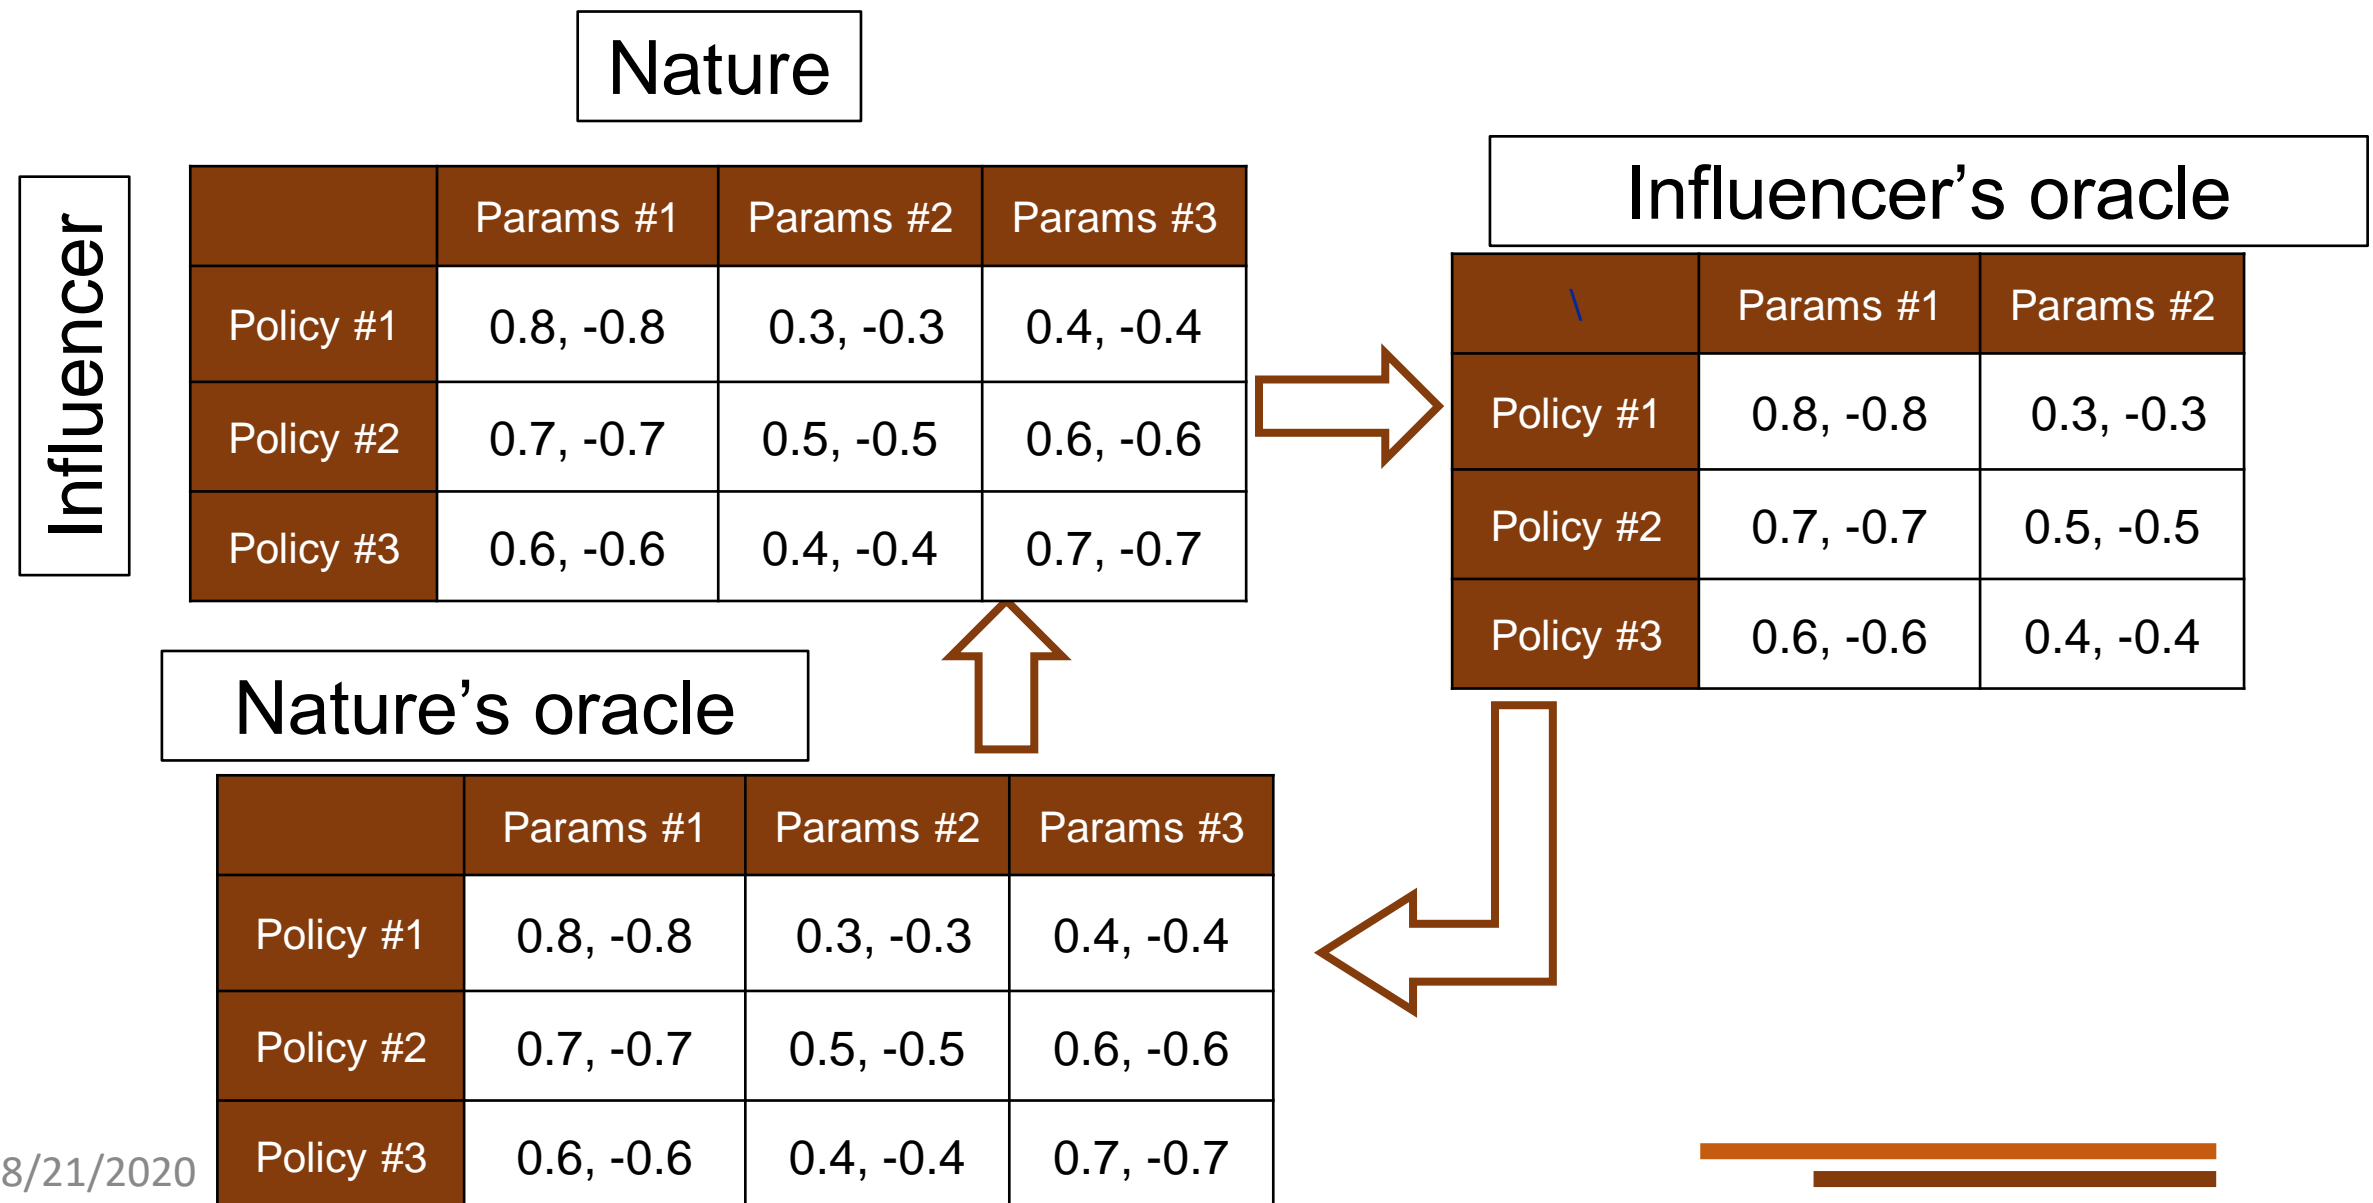 Nature
Influencer
Params #1 Params #2 Params #3
Policy #1 0.8, -0.8 0.3, -0.3 0.4, -0.4
Policy #2 0.7, -0.7 0.5, -0.5 0.6, -0.6
Policy #3 0.6, -0.6 0.4, -0.4 0.7, -0.7
Influencer’s oracle
\ Params #1 Params #2
Policy #1 0.8, -0.8 0.3, -0.3
Policy #2 0.7, -0.7 0.5, -0.5
Policy #3 0.6, -0.6 0.4, -0.4
Nature’s oracle
Params #1 Params #2 Params #3
Policy #1 0.8, -0.8 0.3, -0.3 0.4, -0.4
Policy #2 0.7, -0.7 0.5, -0.5 0.6, -0.6
Policy #3 0.6, -0.6 0.4, -0.4 0.7, -0.7
8/21/2020